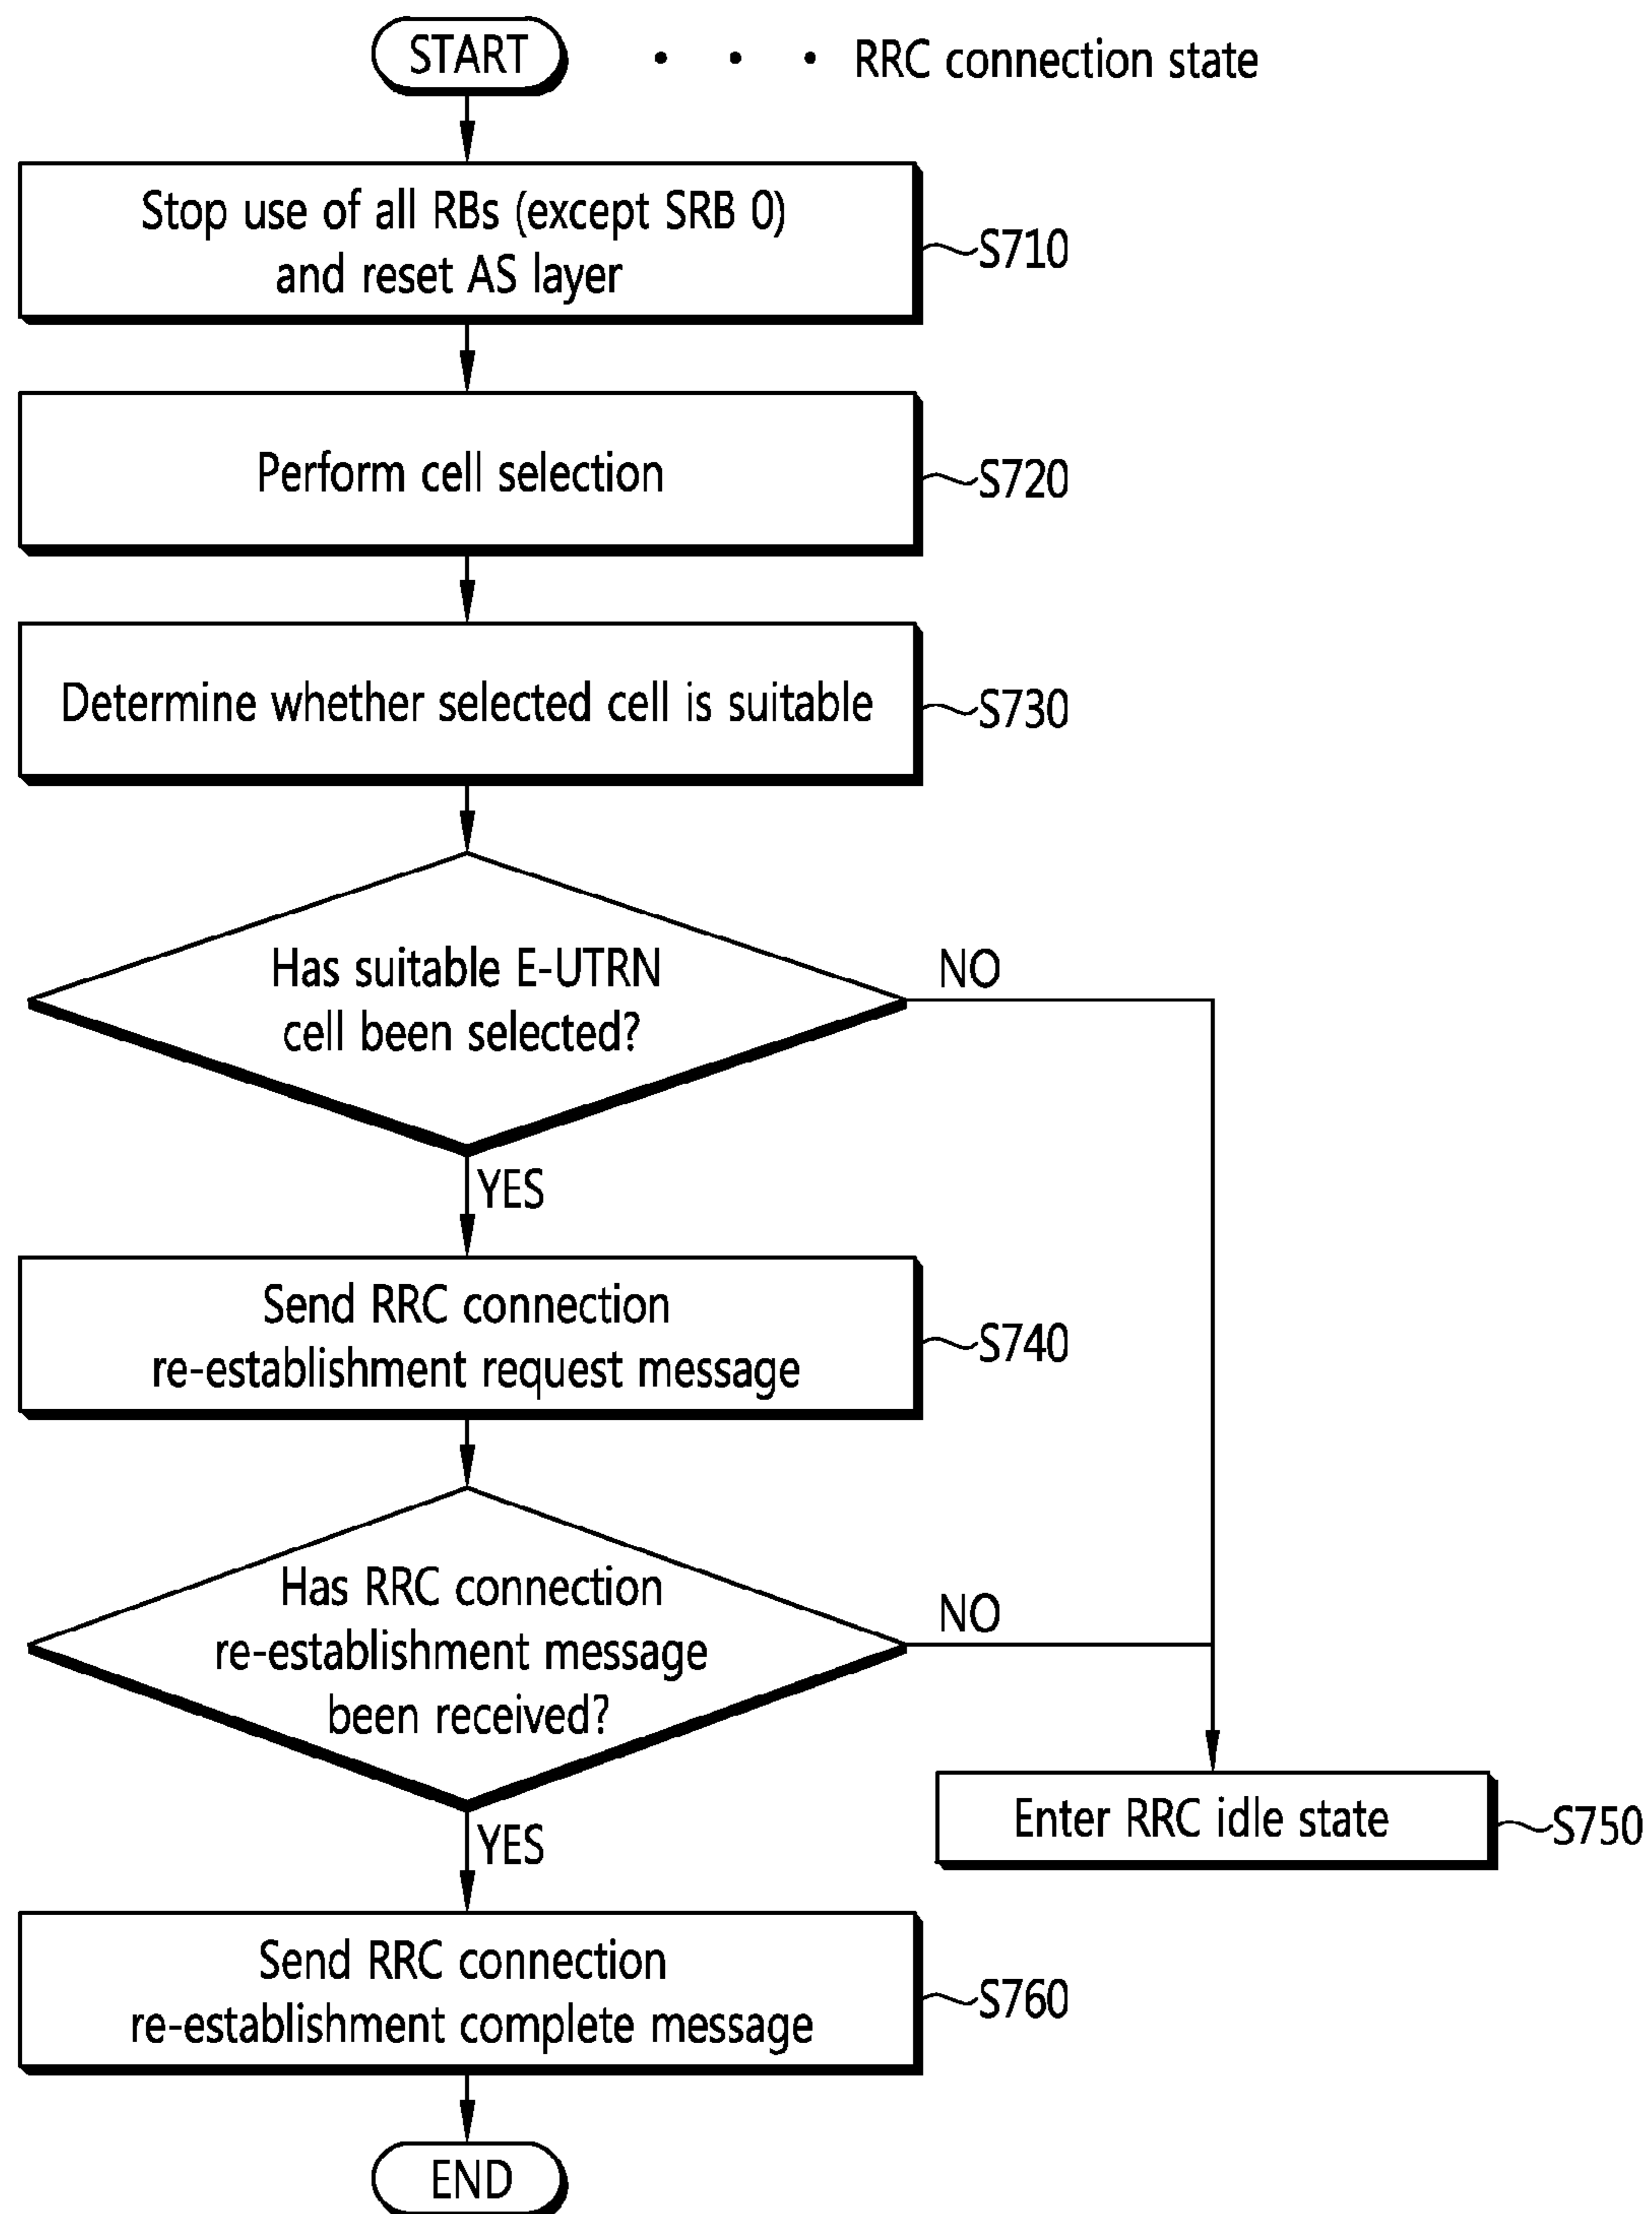 START
• • • RRC connection state
Stop use of all RBs (except SRB 0)
and reset AS layer
S710
Perform cell selection
S720
Determine whether selected cell is suitable
S730
Has suitable E-UTRN
cell been selected?
NO
YES
Send RRC connection
re-establishment request message
S740
Has RRC connection
re-establishment message
been received?
NO
YES
Enter RRC idle state
S750
Send RRC connection
re-establishment complete message
S760
END